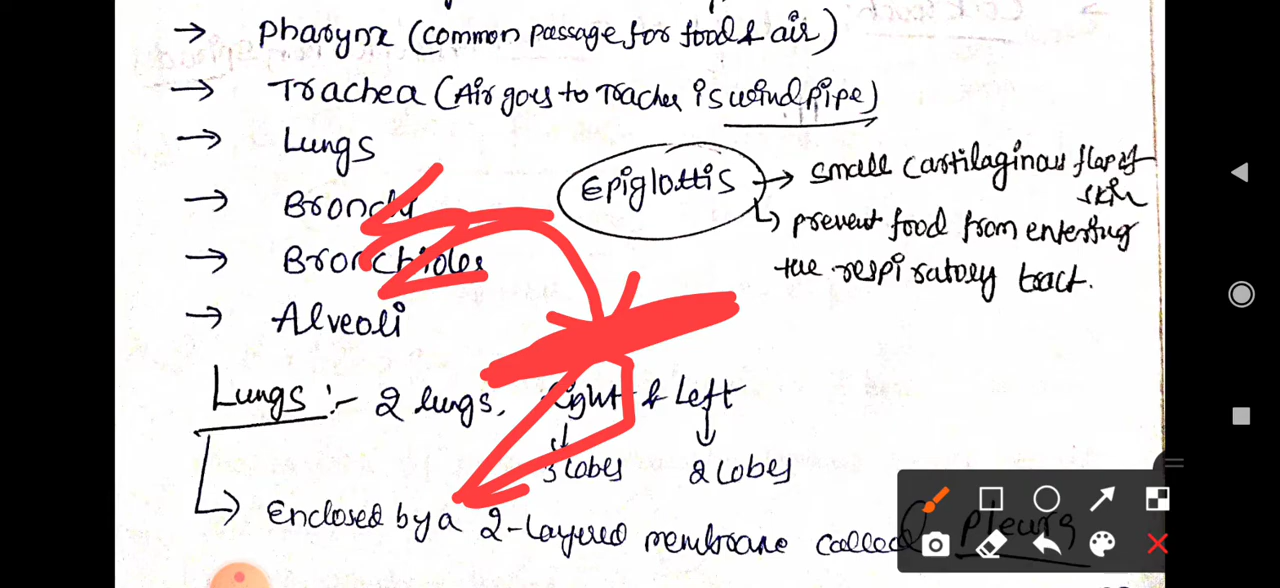 → Pharynx (common passage for food & air)
→ Trachea (Air goes to Tracher is windpipe)
→ Lungs
→ Bronchi
→ Bronchioles
→ Alveoli
Epiglottis → small cartilaginous flap of skin
↳ prevent food from entering
the respiratory tract.
Lungs :- 2 lungs, Right & Left
3 Lobes 2 Lobes
↳ Enclosed by a 2-layered membrane called Pleura